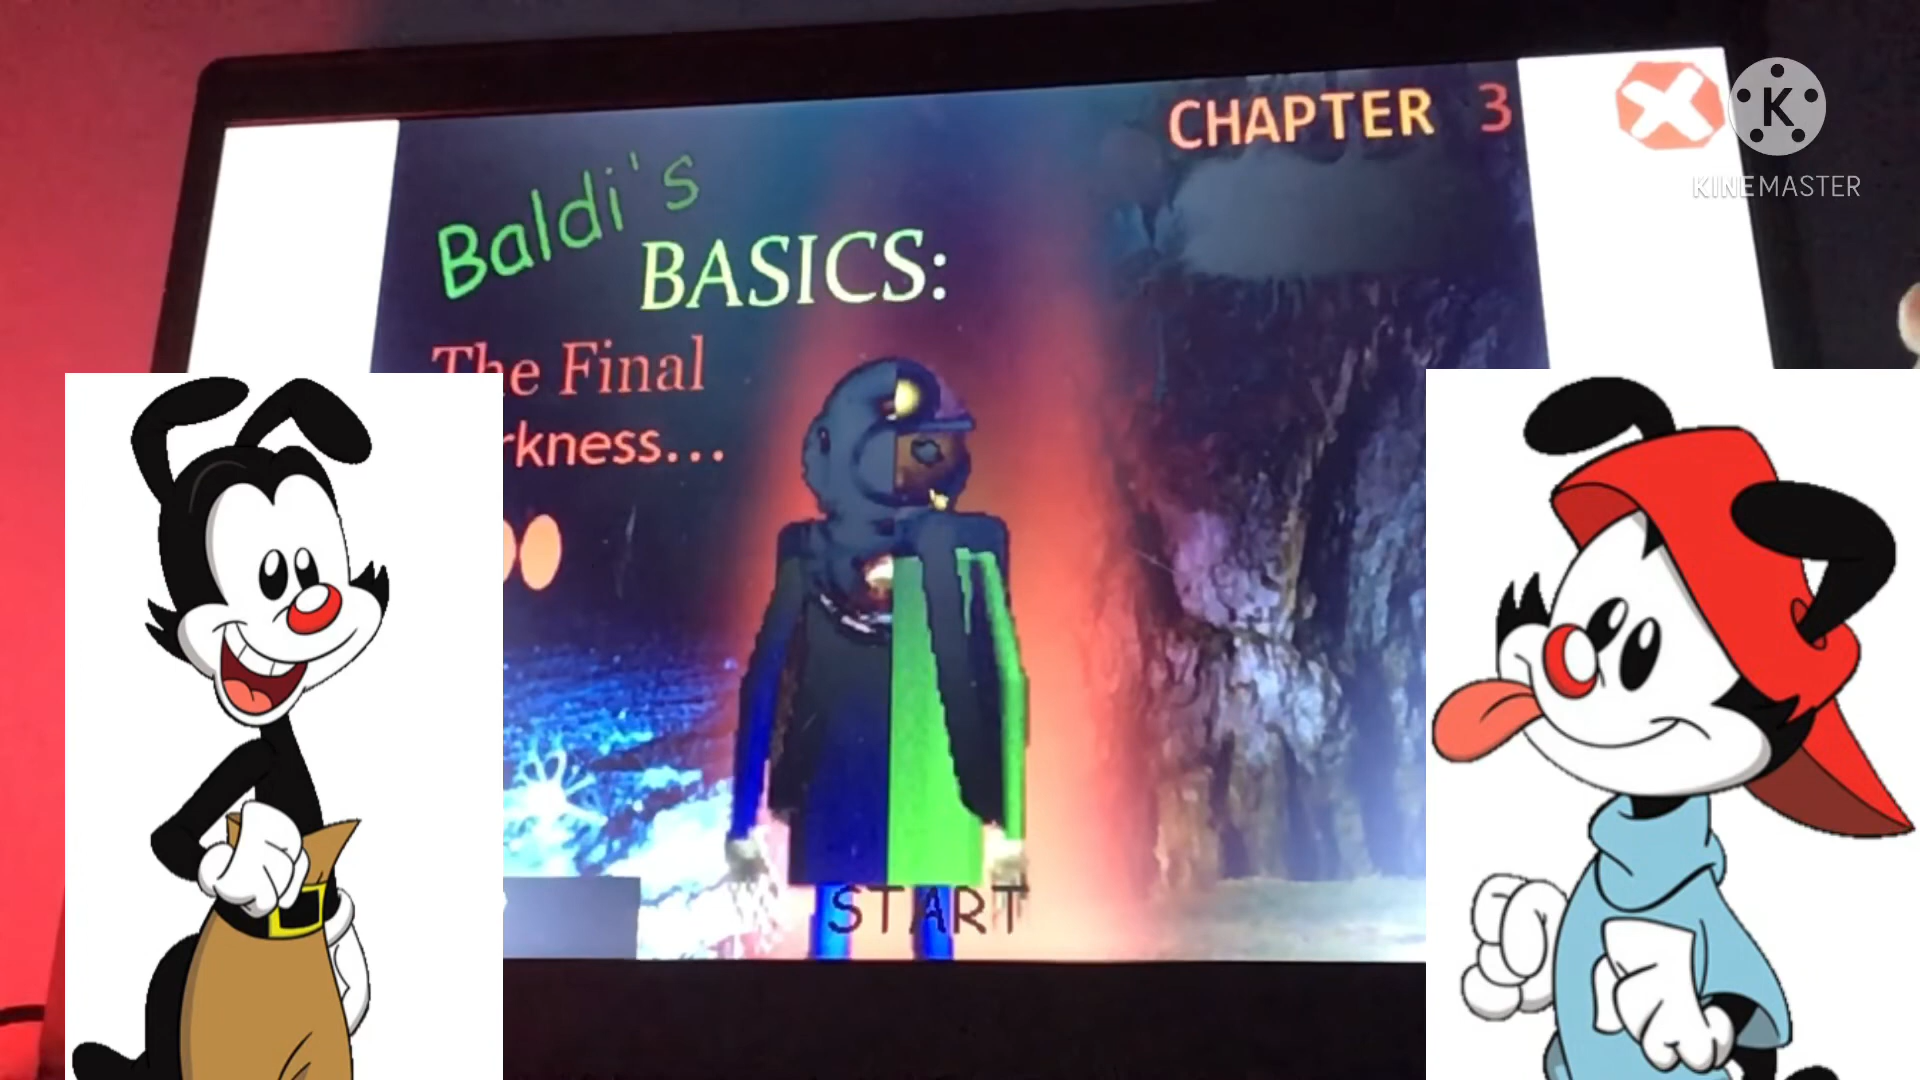 CHAPTER 3
K
KINEMASTER
Baldi's
BASICS:
The Final
rkness...
START